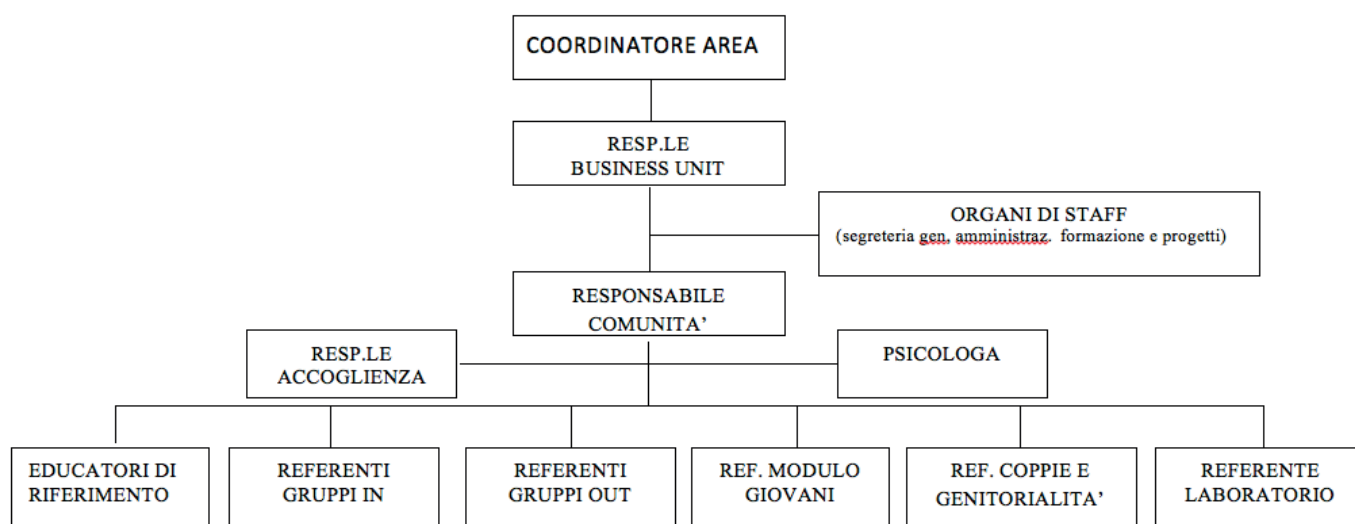 COORDINATORE AREA
RESP.LE
BUSINESS UNIT
ORGANI DI STAFF
(segreteria gen, amministraz. formazione e progetti)
RESPONSABILE
COMUNITA’
RESP.LE
ACCOGLIENZA
PSICOLOGA
EDUCATORI DI
RIFERIMENTO
REFERENTI
GRUPPI IN
REFERENTI
GRUPPI OUT
REF. MODULO
GIOVANI
REF. COPPIE E
GENITORIALITA’
REFERENTE
LABORATORIO